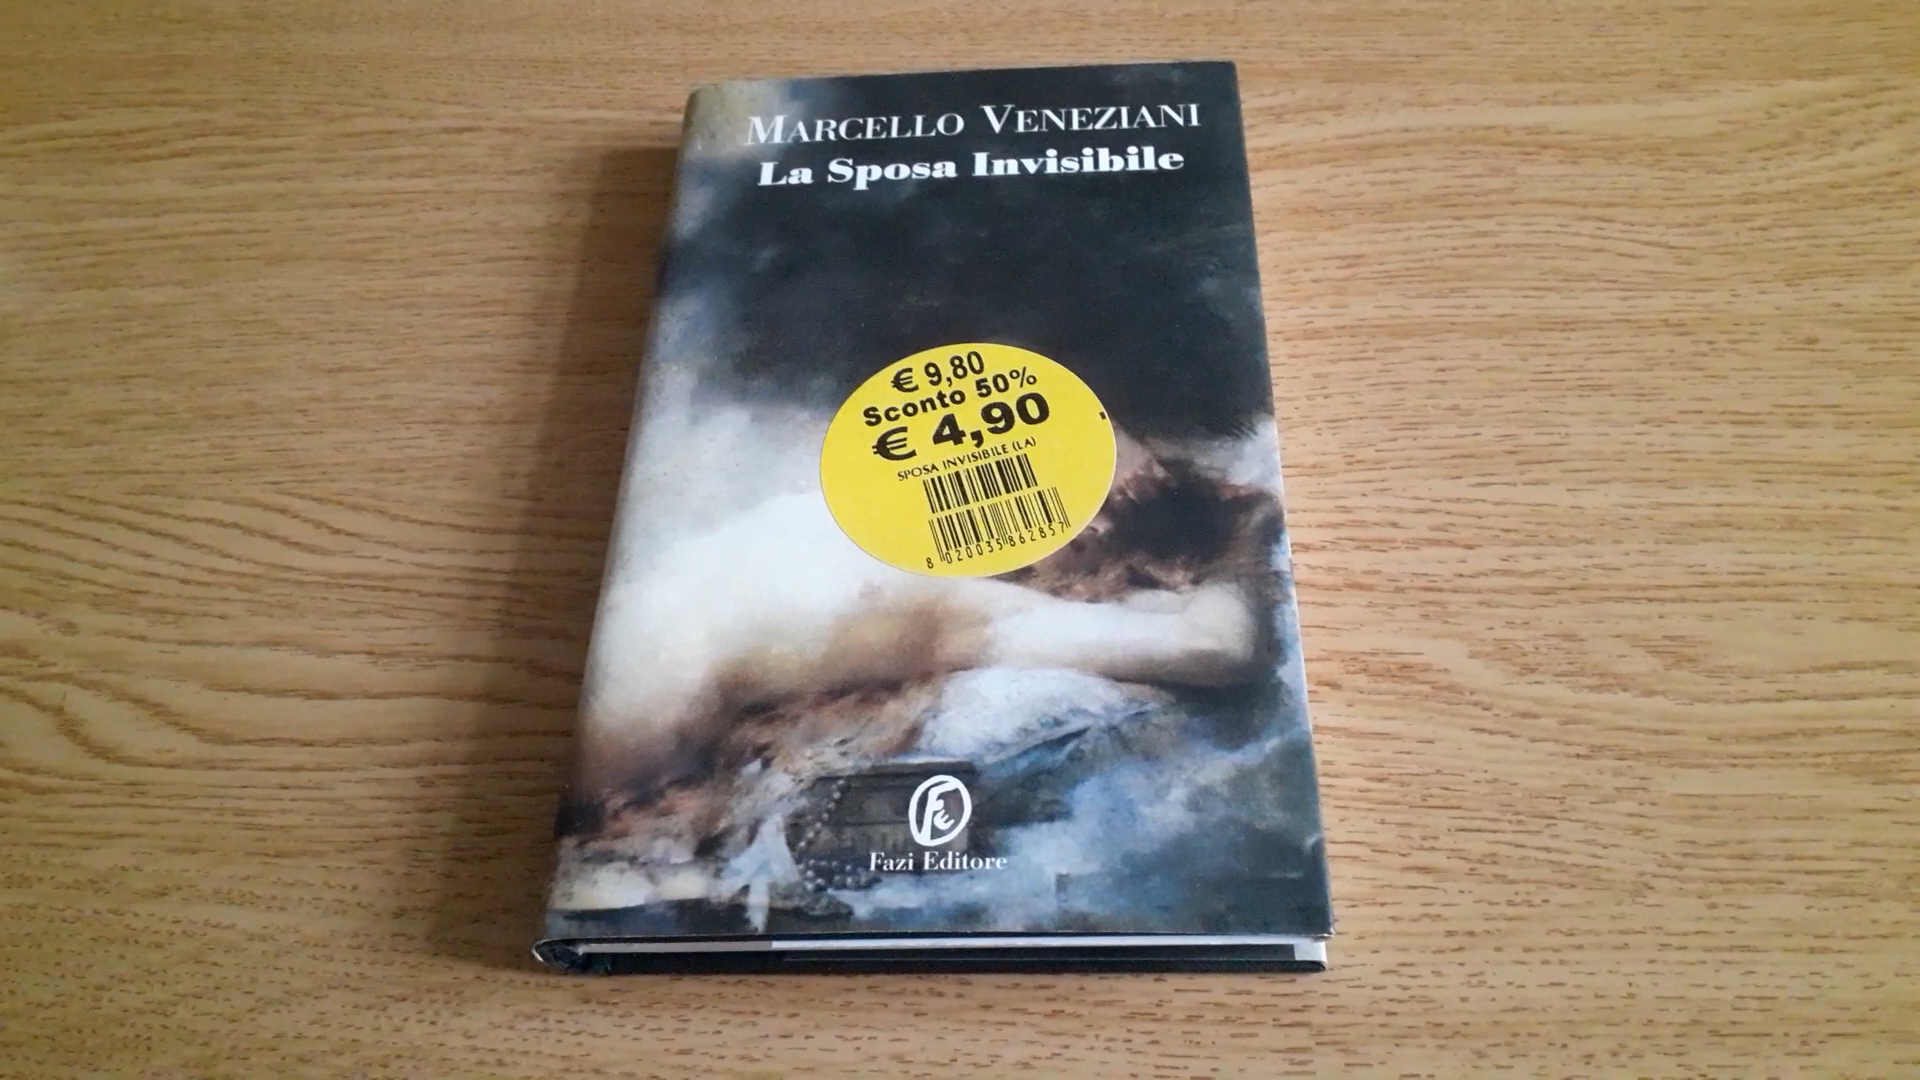 MARCELLO VENEZIANI
La Sposa Invisibile
€ 9,80
Sconto 50%
€ 4,90
SPOSA INVISIBILE (LA)
8 020035 862857
FE
Fazi Editore